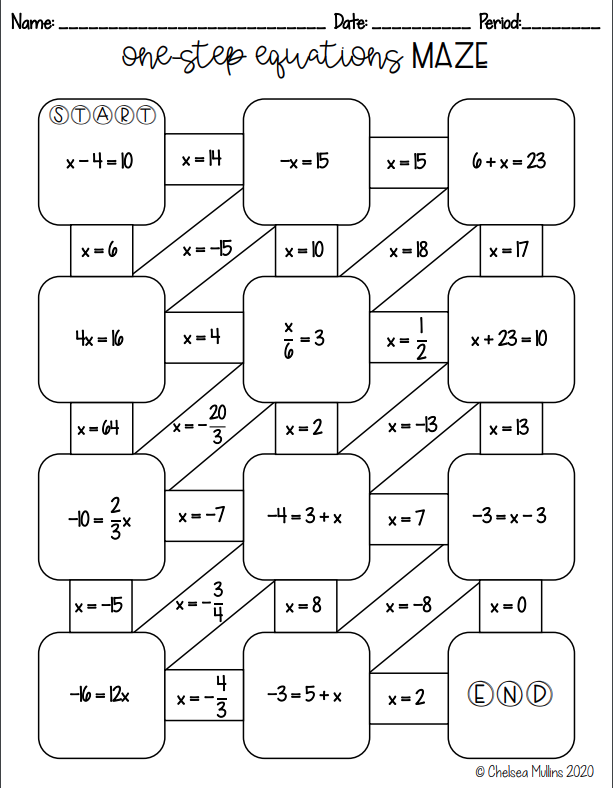 Name: ____________________________ Date: __________ Period:________
one-step equations MAZE
START
x - 4 = 10
x = 14
-x = 15
x = 15
6 + x = 23
x = 6
x = -15
x = 10
x = 18
x = 17
4x = 16
x = 4
x/6 = 3
x = 1/2
x + 23 = 10
x = 64
x = -20/3
x = 2
x = -13
x = 13
-10 = 2/3x
x = -7
-4 = 3 + x
x = 7
-3 = x - 3
x = -15
x = -3/4
x = 8
x = -8
x = 0
-16 = 12x
x = -4/3
-3 = 5 + x
x = 2
END
© Chelsea Mullins 2020